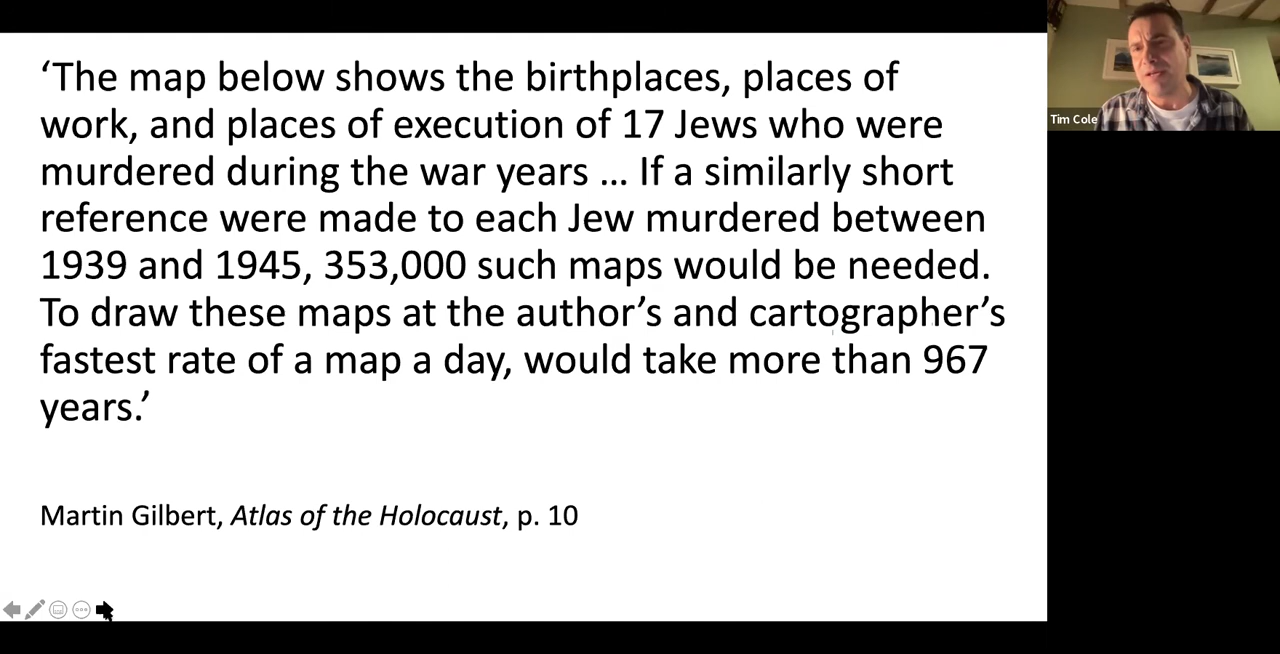 ‘The map below shows the birthplaces, places of
work, and places of execution of 17 Jews who were
murdered during the war years … If a similarly short
reference were made to each Jew murdered between
1939 and 1945, 353,000 such maps would be needed.
To draw these maps at the author’s and cartographer’s
fastest rate of a map a day, would take more than 967
years.’
Martin Gilbert, Atlas of the Holocaust, p. 10
Tim Cole